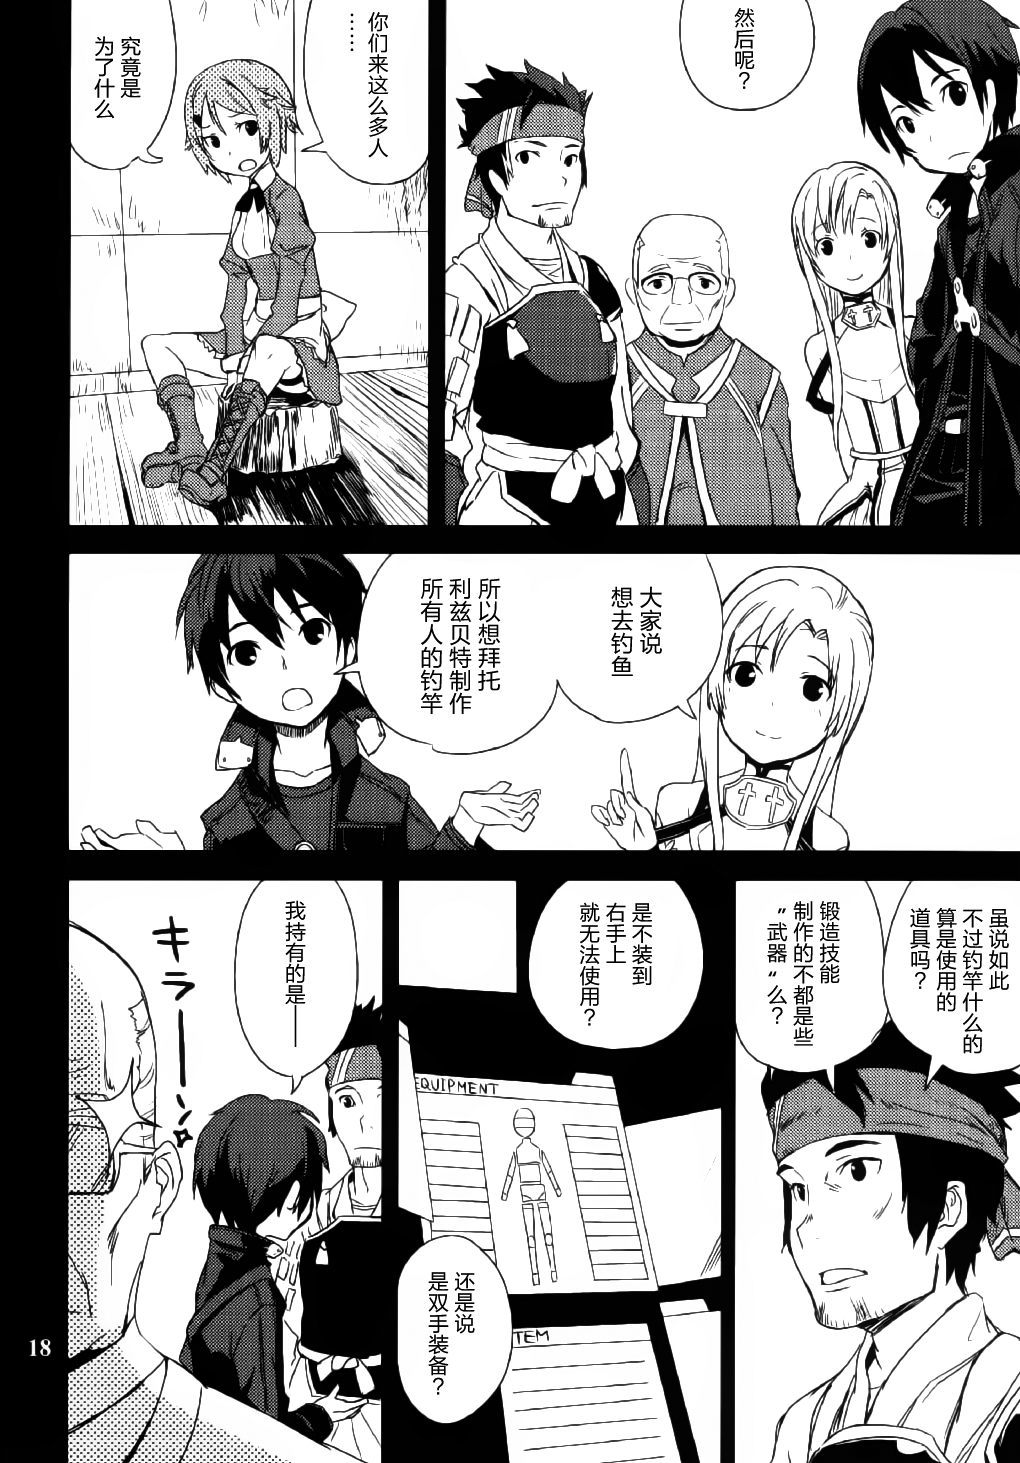 然后呢？
你们来这么多人
……
究竟是
为了什么
大家说
想去钓鱼
所以想拜托
利兹贝特制作
所有人的钓竿
虽说如此
不过钓竿什么的
算是使用的
道具吗？
锻造技能
制作的不都是些
“武器“么？
是不装到
右手上
就无法使用？
EQUIPMENT
还是说
是双手装备？
TEM
我持有的是——
キラーーン
18